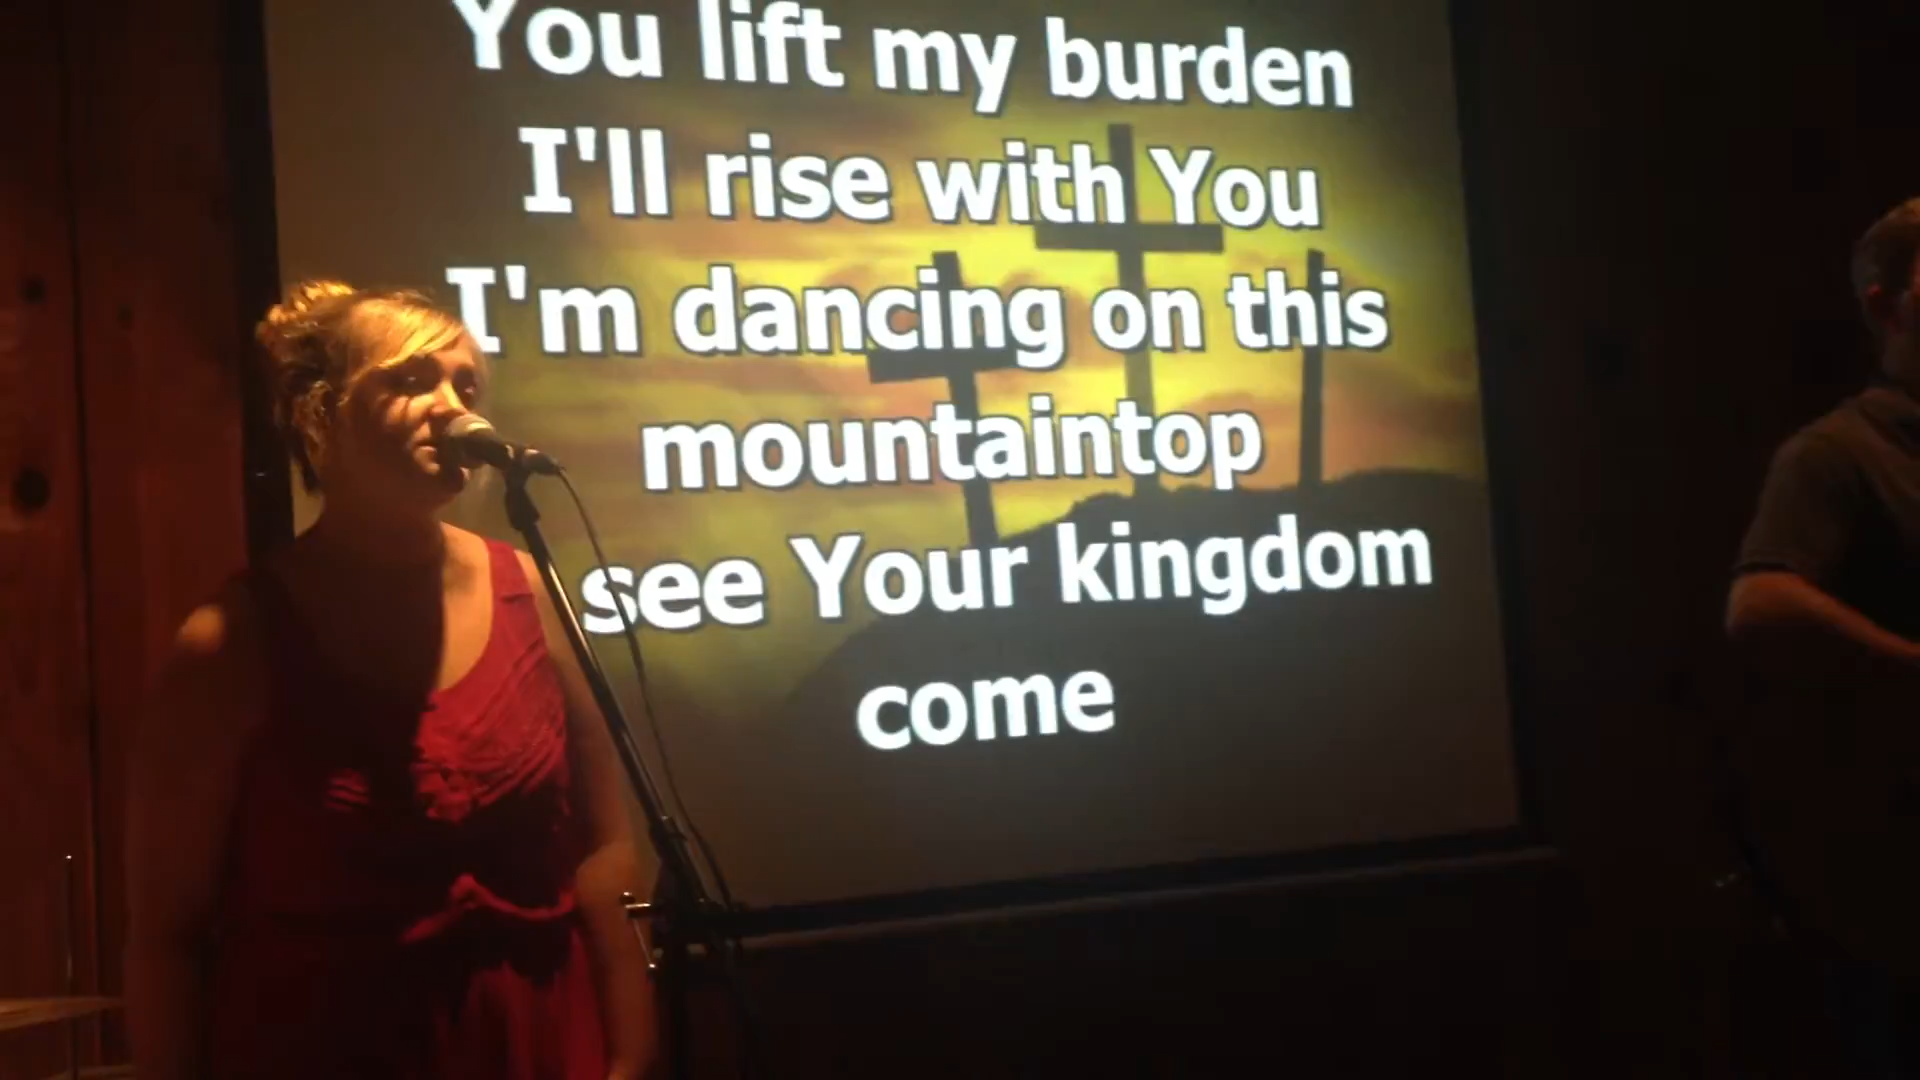 You lift my burden
I'll rise with You
I'm dancing on this
mountaintop
see Your kingdom
come